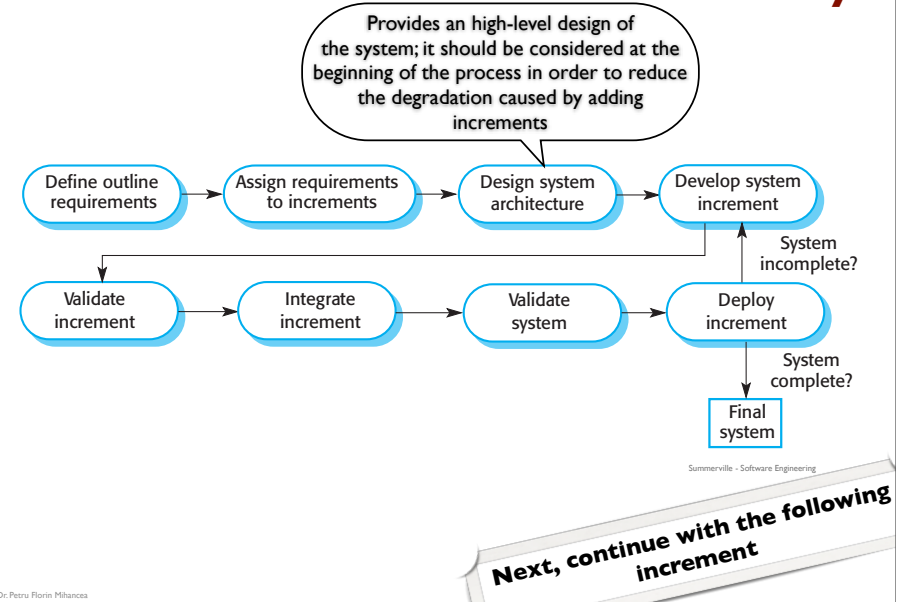 Provides an high-level design of
the system; it should be considered at the
beginning of the process in order to reduce
the degradation caused by adding
increments
Define outline
requirements
Assign requirements
to increments
Design system
architecture
Develop system
increment
System
incomplete?
Validate
increment
Integrate
increment
Validate
system
Deploy
increment
System
complete?
Final
system
Summerville - Software Engineering
Next, continue with the following
increment
Dr. Petru Florin Mihancea